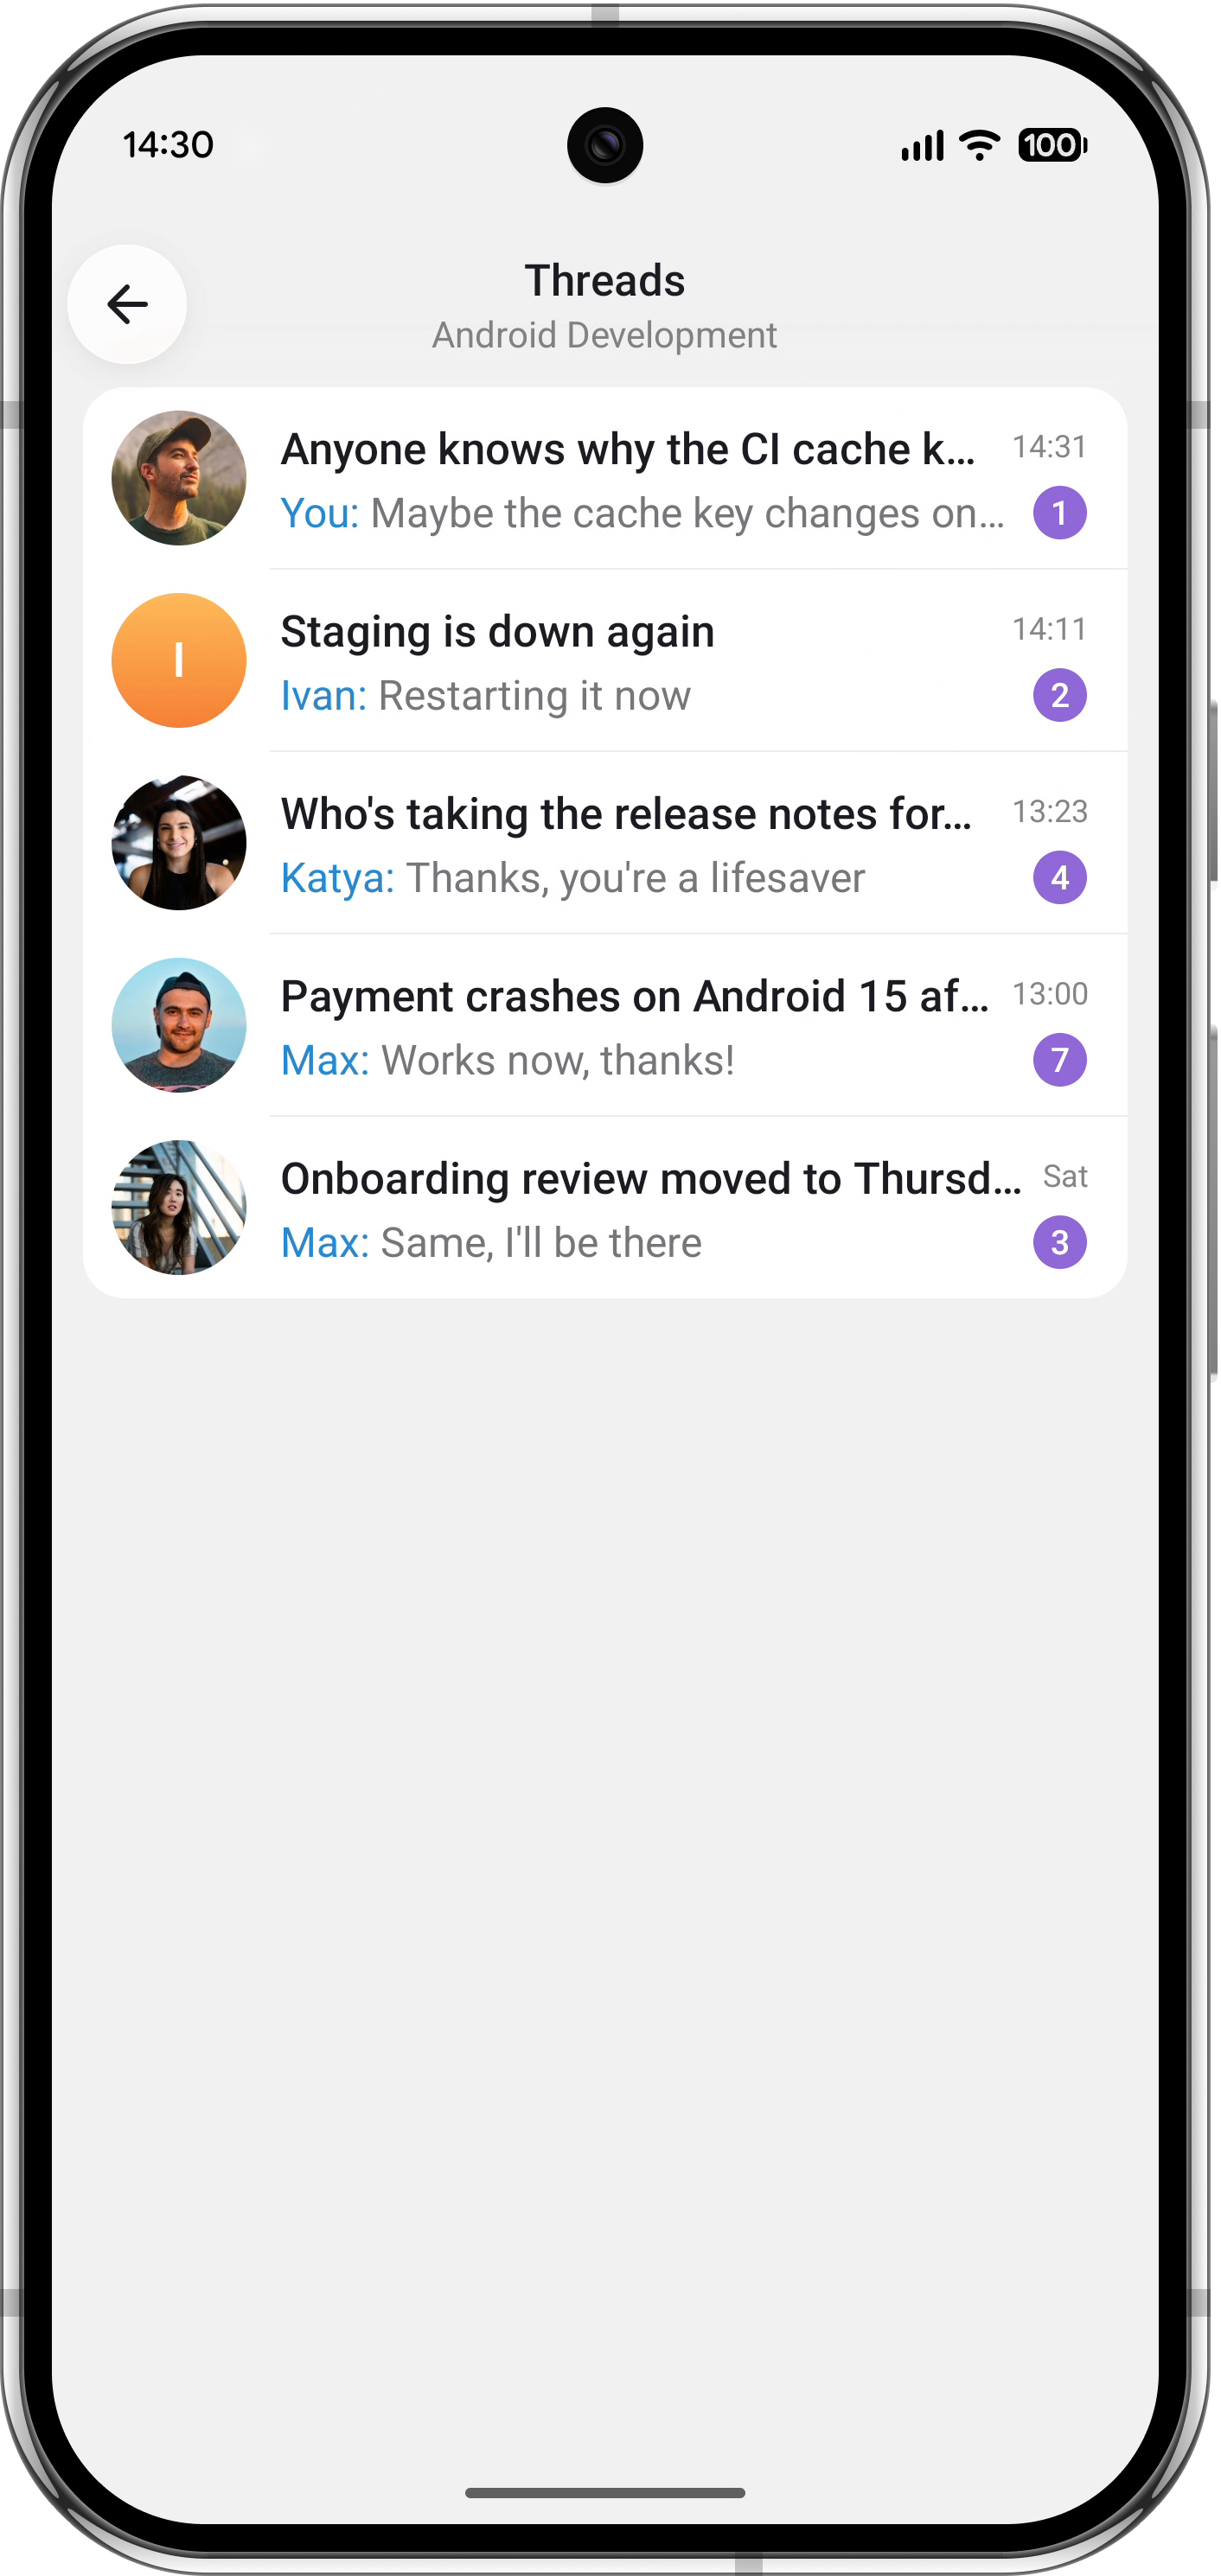 14:30
100
Threads
Android Development
Anyone knows why the CI cache k...
14:31
You: Maybe the cache key changes on...
1
I
Staging is down again
14:11
Ivan: Restarting it now
2
Who's taking the release notes for...
13:23
Katya: Thanks, you're a lifesaver
4
Payment crashes on Android 15 af...
13:00
Max: Works now, thanks!
7
Onboarding review moved to Thursd...
Sat
Max: Same, I'll be there
3